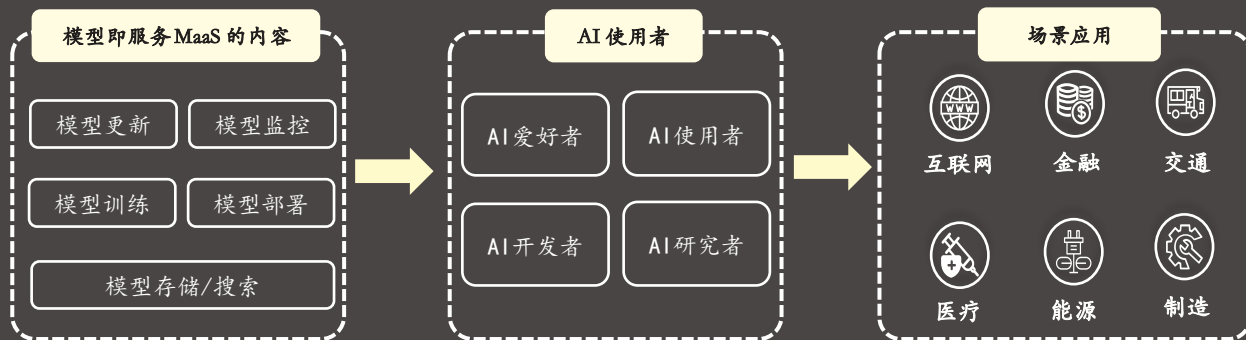 模型即服务MaaS的内容
模型更新
模型监控
模型训练
模型部署
模型存储/搜索
AI使用者
AI爱好者
AI使用者
AI开发者
AI研究者
场景应用
WWW
$
互联网
金融
交通
医疗
能源
制造